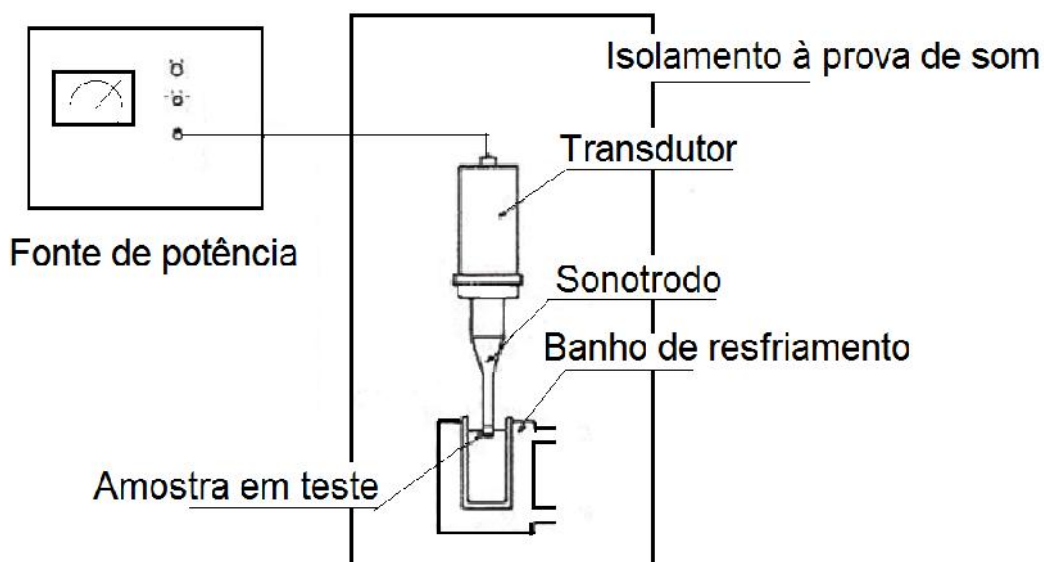 Isolamento à prova de som
Transdutor
Fonte de potência
Sonotrodo
Banho de resfriamento
Amostra em teste